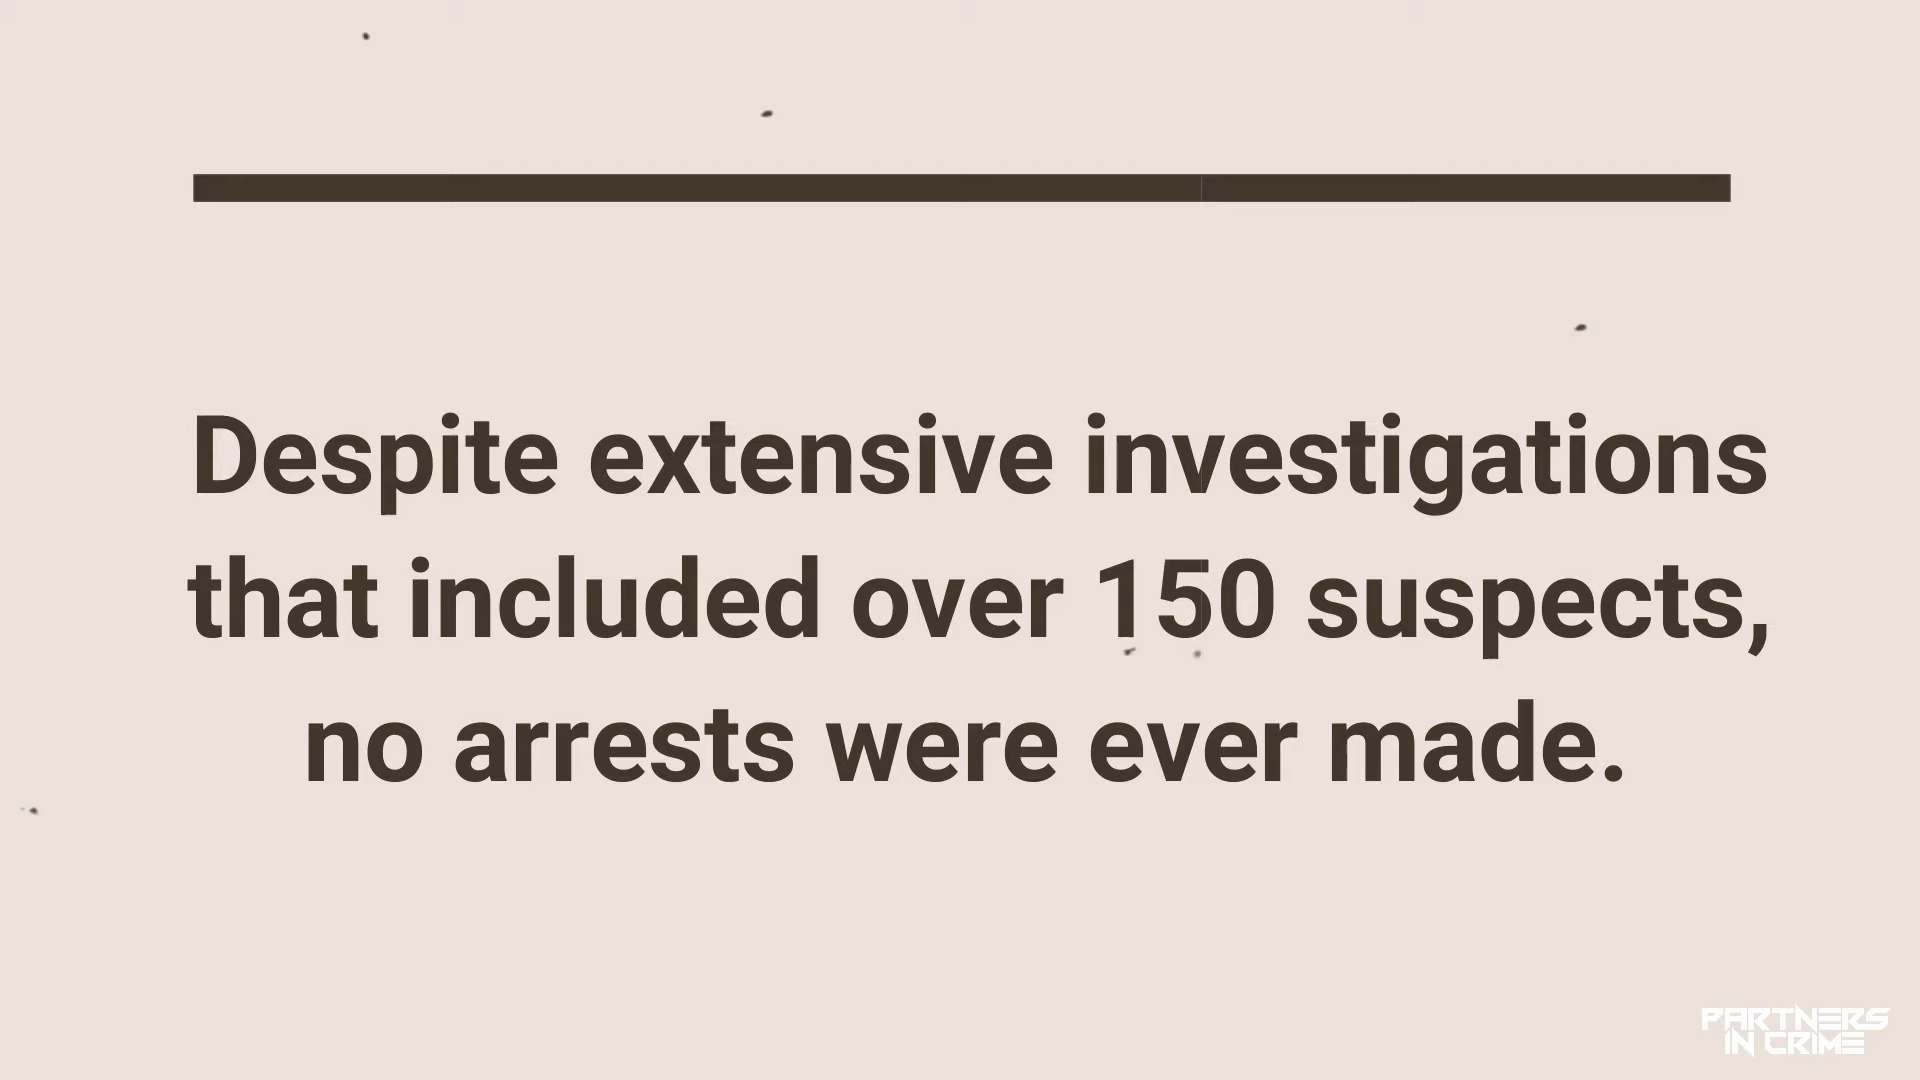 Despite extensive investigations
that included over 150 suspects,
no arrests were ever made.
PARTNERS
IN CRIME